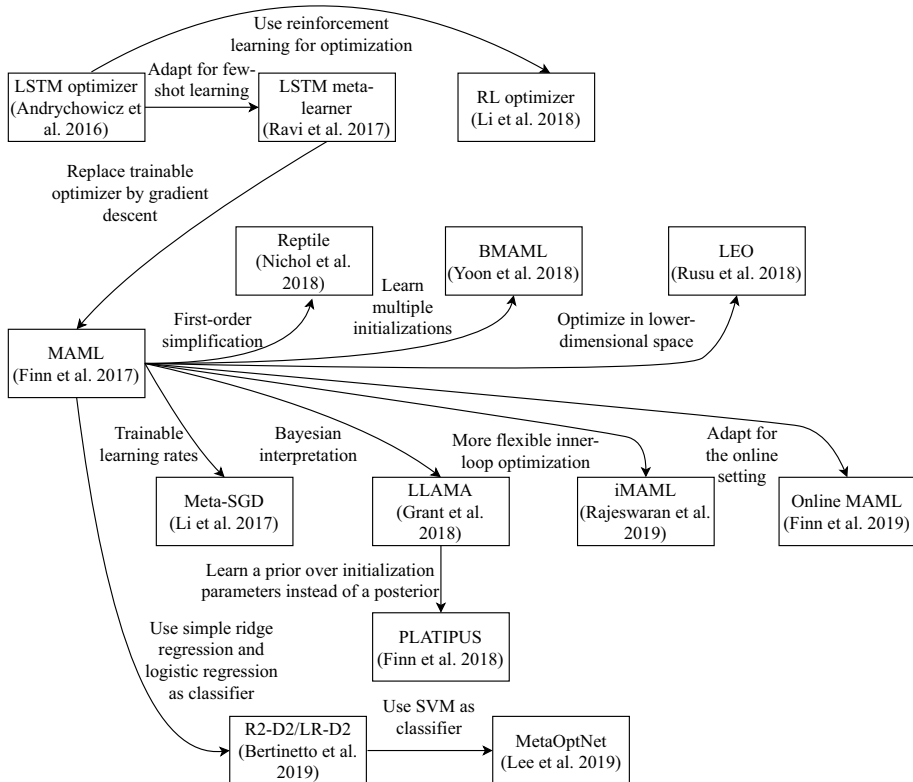 Use reinforcement
learning for optimization
LSTM optimizer
(Andrychowicz et
al. 2016)
Adapt for few-
shot learning
LSTM meta-
learner
(Ravi et al. 2017)
RL optimizer
(Li et al. 2018)
Replace trainable
optimizer by gradient
descent
Reptile
(Nichol et al.
2018)
BMAML
(Yoon et al. 2018)
LEO
(Rusu et al. 2018)
First-order
simplification
Learn
multiple
initializations
Optimize in lower-
dimensional space
MAML
(Finn et al. 2017)
Trainable
learning rates
Bayesian
interpretation
More flexible inner-
loop optimization
Adapt for
the online
setting
Meta-SGD
(Li et al. 2017)
LLAMA
(Grant et al.
2018)
iMAML
(Rajeswaran et al.
2019)
Online MAML
(Finn et al. 2019)
Learn a prior over initialization
parameters instead of a posterior
PLATIPUS
(Finn et al. 2018)
Use simple ridge
regression and
logistic regression
as classifier
R2-D2/LR-D2
(Bertinetto et al.
2019)
Use SVM as
classifier
MetaOptNet
(Lee et al. 2019)